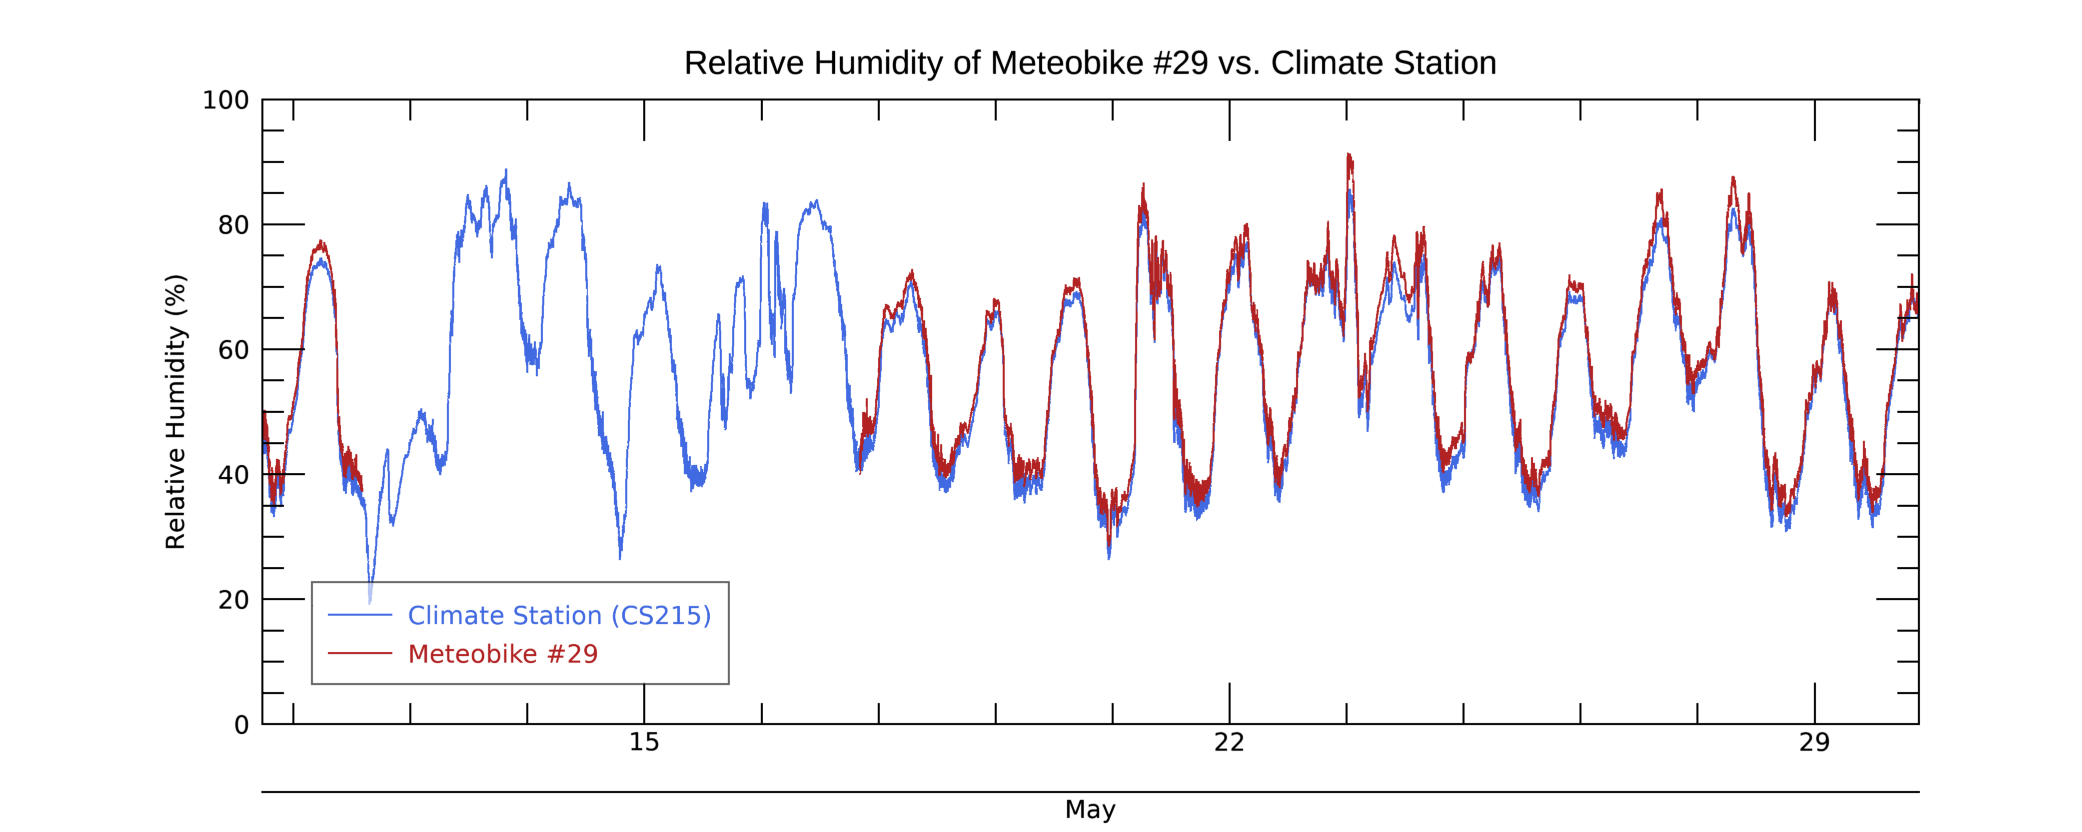 Relative Humidity of Meteobike #29 vs. Climate Station
100
80
60
40
20
0
Relative Humidity (%)
Climate Station (CS215)
Meteobike #29
15
22
29
May